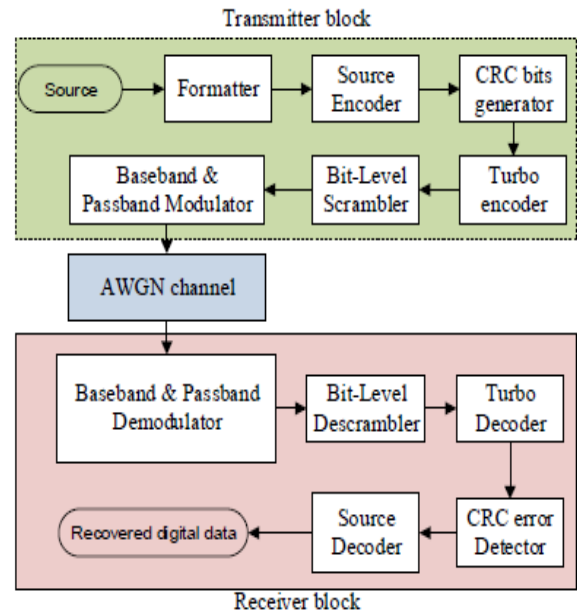 Transmitter block
Source
Formatter
Source
Encoder
CRC bits
generator
Baseband &
Passband Modulator
Bit-Level
Scrambler
Turbo
encoder
AWGN channel
Baseband & Passband
Demodulator
Bit-Level
Descrambler
Turbo
Decoder
Recovered digital data
Source
Decoder
CRC error
Detector
Receiver block